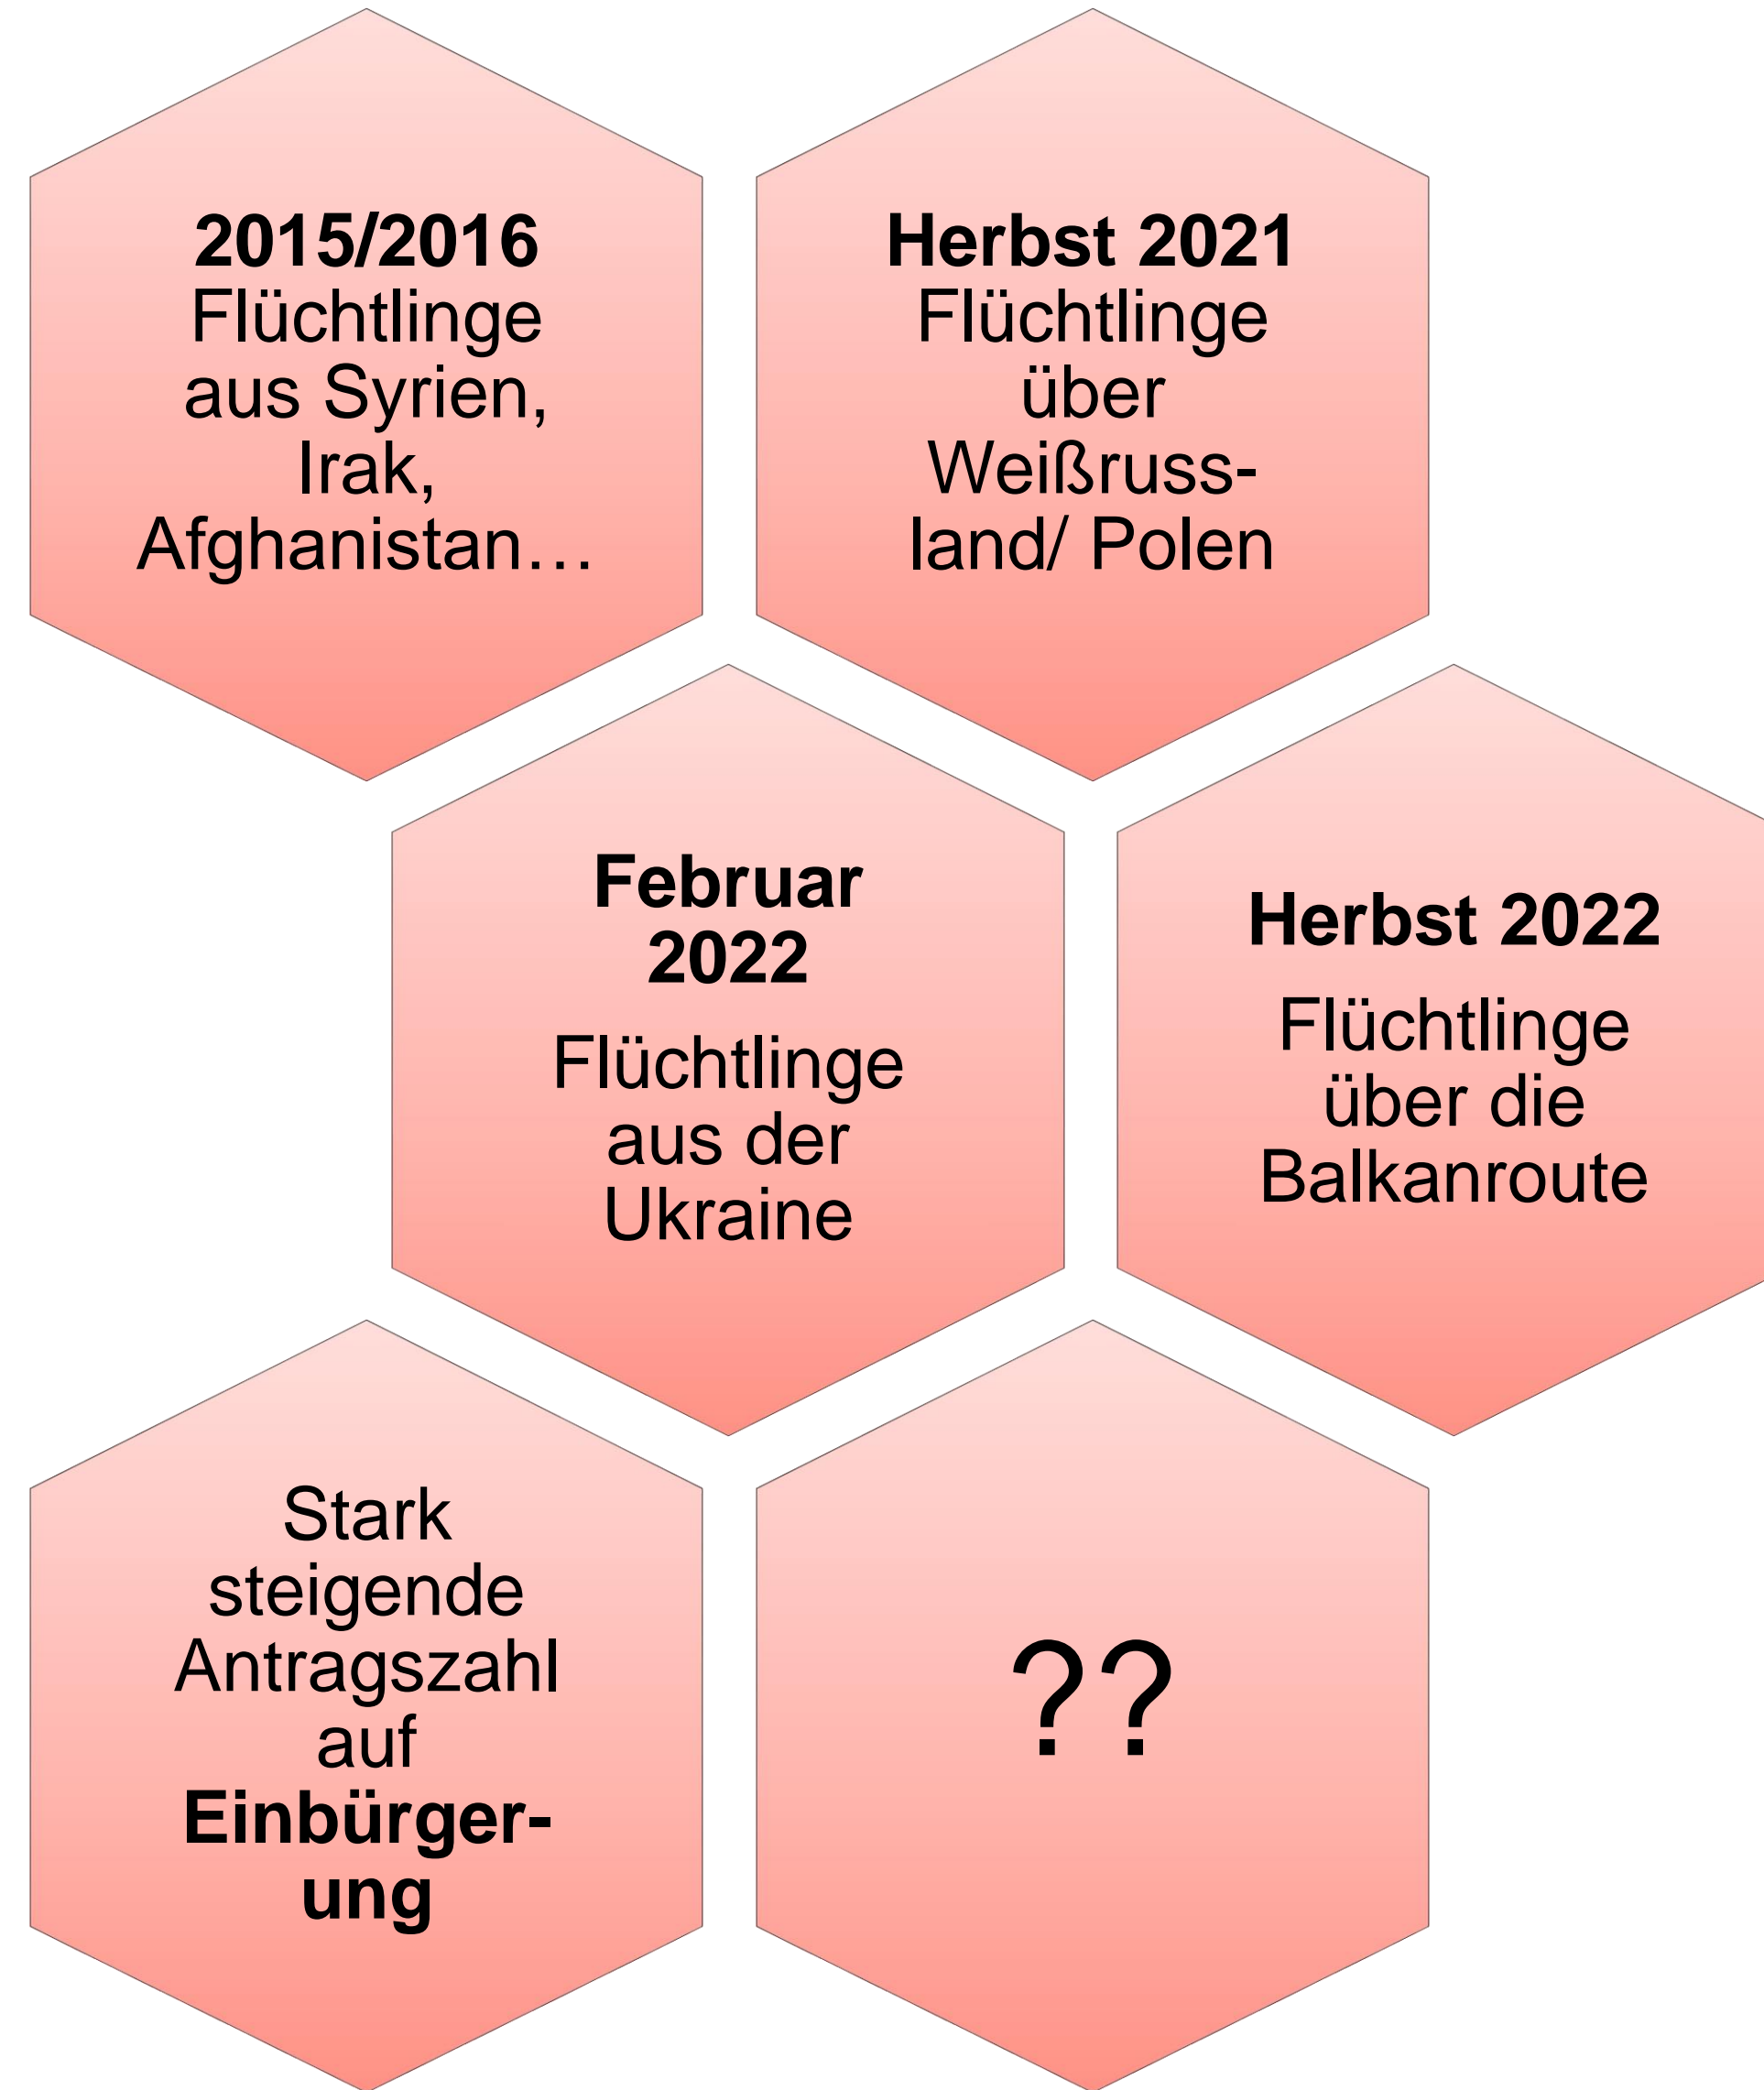 2015/2016
Flüchtlinge
aus Syrien,
Irak,
Afghanistan…
Herbst 2021
Flüchtlinge
über
Weißruss-
land/ Polen
Februar
2022
Flüchtlinge
aus der
Ukraine
Herbst 2022
Flüchtlinge
über die
Balkanroute
Stark
steigende
Antragszahl
auf
Einbürger-
ung
??